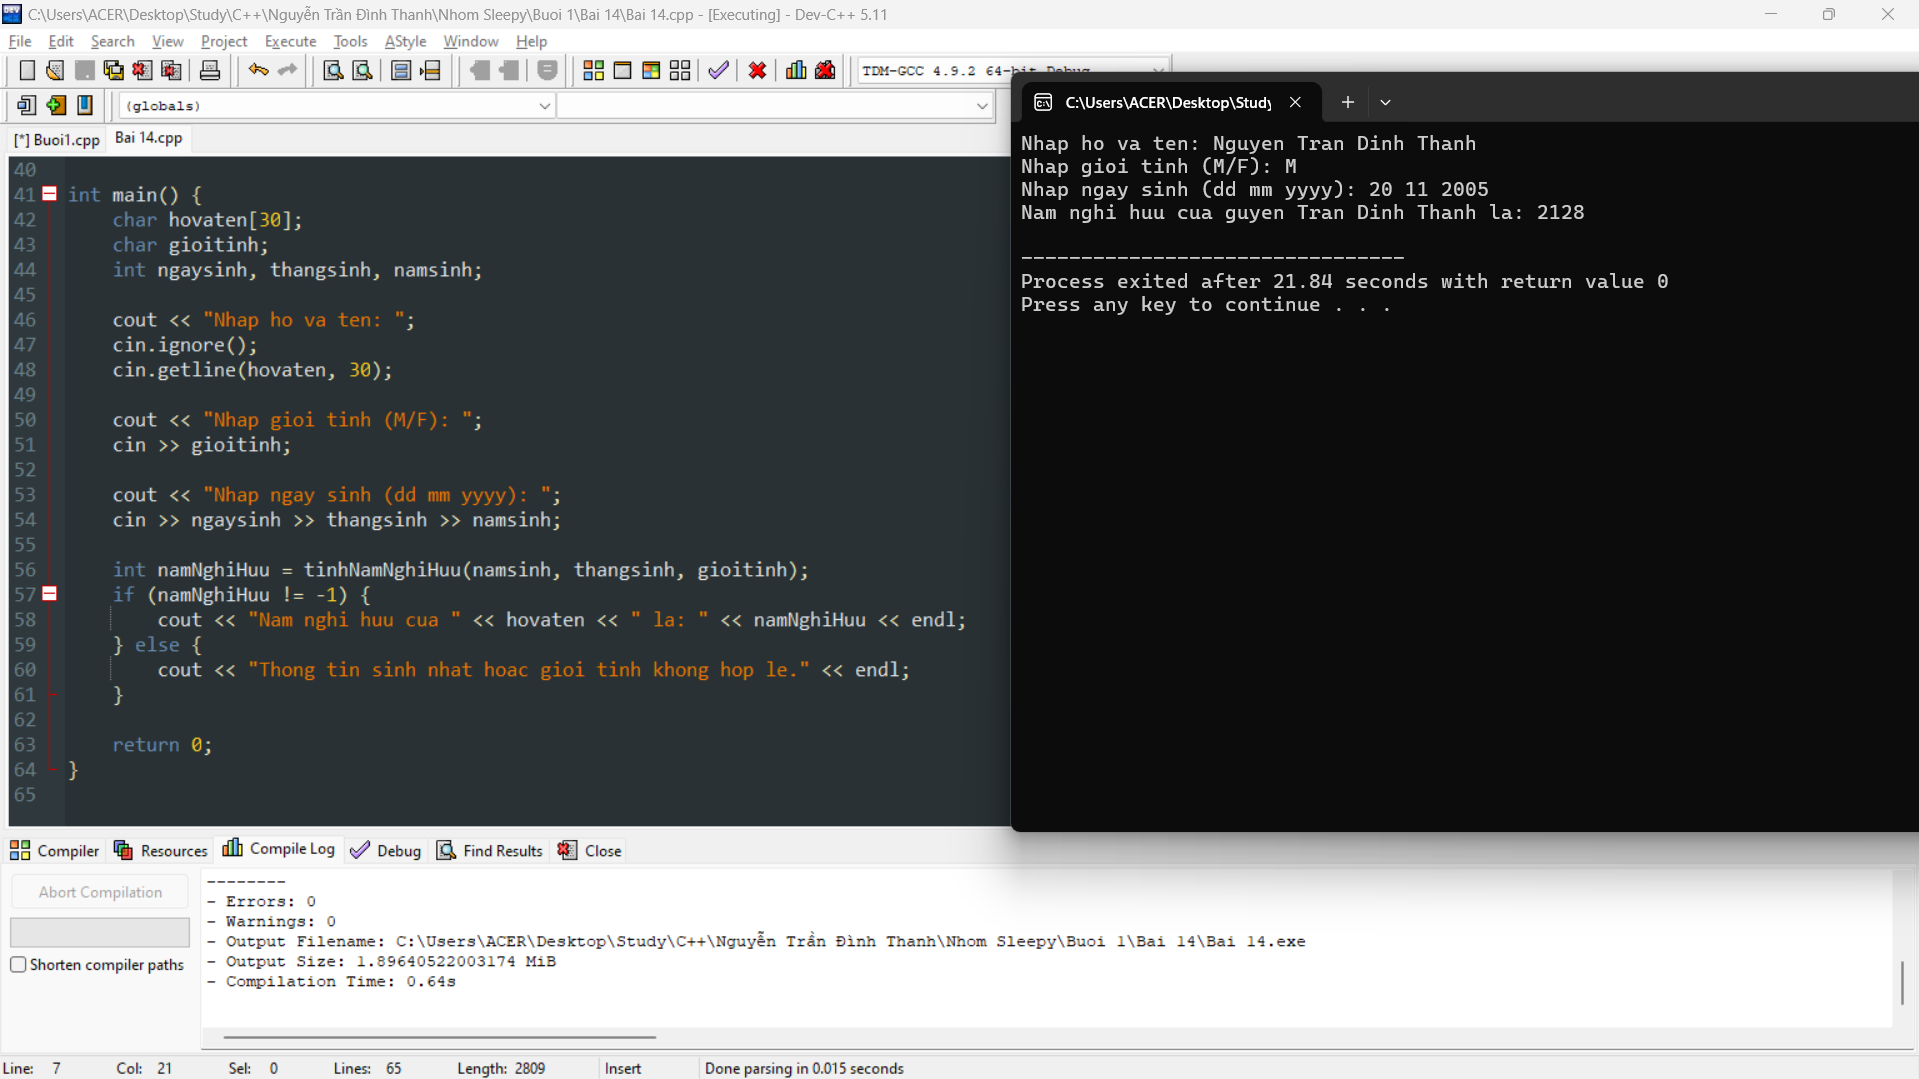 C:\Users\ACER\Desktop\Study\C++\Nguyễn Trần Đình Thanh\Nhom Sleepy\Buoi 1\Bai 14\Bai 14.cpp - [Executing] - Dev-C++ 5.11
File Edit Search View Project Execute Tools AStyle Window Help
TDM-GCC 4.9.2 64-bit Debug
(globals)
[*] Buoi1.cpp Bai 14.cpp
40
41 int main() {
42 char hovaten[30];
43 char gioitinh;
44 int ngaysinh, thangsinh, namsinh;
45
46 cout << "Nhap ho va ten: ";
47 cin.ignore();
48 cin.getline(hovaten, 30);
49
50 cout << "Nhap gioi tinh (M/F): ";
51 cin >> gioitinh;
52
53 cout << "Nhap ngay sinh (dd mm yyyy): ";
54 cin >> ngaysinh >> thangsinh >> namsinh;
55
56 int namNghiHuu = tinhNamNghiHuu(namsinh, thangsinh, gioitinh);
57 if (namNghiHuu != -1) {
58 cout << "Nam nghi huu cua " << hovaten << " la: " << namNghiHuu << endl;
59 } else {
60 cout << "Thong tin sinh nhat hoac gioi tinh khong hop le." << endl;
61 }
62
63 return 0;
64 }
65
C:\Users\ACER\Desktop\Study
Nhap ho va ten: Nguyen Tran Dinh Thanh
Nhap gioi tinh (M/F): M
Nhap ngay sinh (dd mm yyyy): 20 11 2005
Nam nghi huu cua guyen Tran Dinh Thanh la: 2128
--------------------------------
Process exited after 21.84 seconds with return value 0
Press any key to continue . . .
Compiler Resources Compile Log Debug Find Results Close
Abort Compilation
Shorten compiler paths
--------
- Errors: 0
- Warnings: 0
- Output Filename: C:\Users\ACER\Desktop\Study\C++\Nguyễn Trần Đình Thanh\Nhom Sleepy\Buoi 1\Bai 14\Bai 14.exe
- Output Size: 1.89640522003174 MiB
- Compilation Time: 0.64s
Line: 7 Col: 21 Sel: 0 Lines: 65 Length: 2809 Insert Done parsing in 0.015 seconds